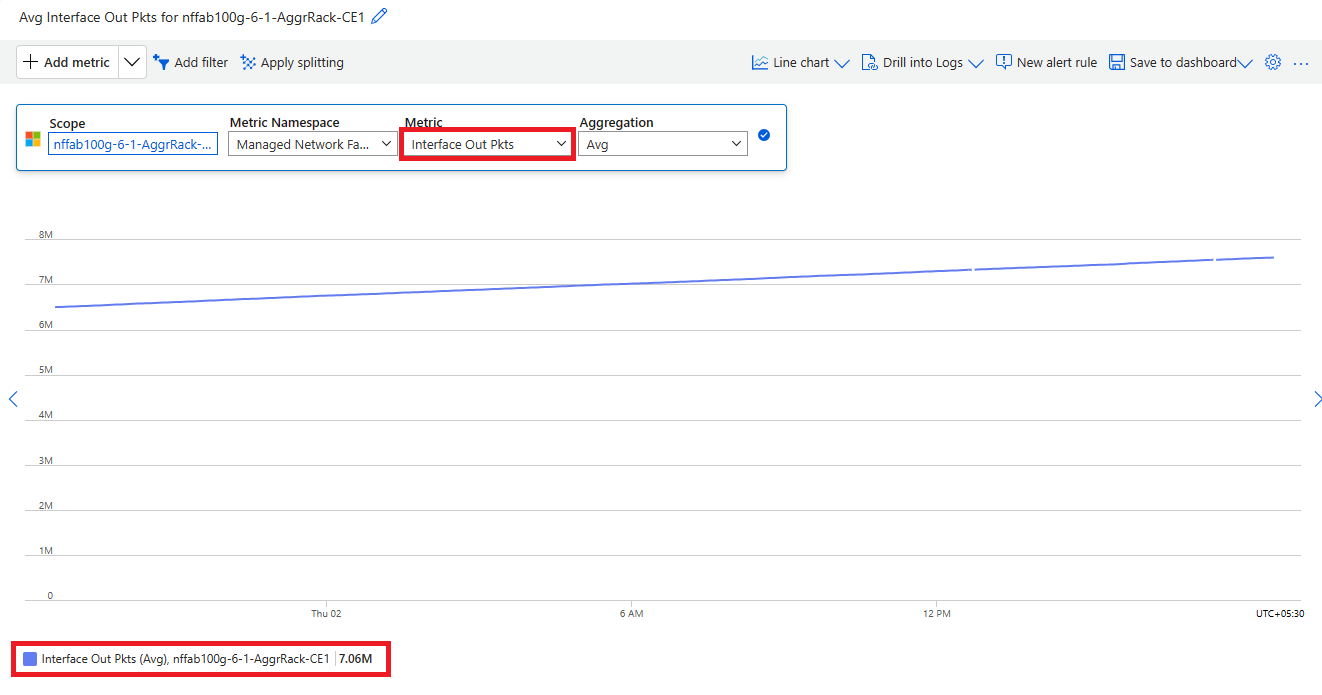 Avg Interface Out Pkts for nffab100g-6-1-AggrRack-CE1
Add metric Add filter Apply splitting Line chart Drill into Logs New alert rule Save to dashboard ...
Scope Metric Namespace Metric Aggregation
nffab100g-6-1-AggrRack-... Managed Network Fa... Interface Out Pkts Avg
8M
7M
6M
5M
4M
3M
2M
1M
0
Thu 02 6 AM 12 PM UTC+05:30
Interface Out Pkts (Avg), nffab100g-6-1-AggrRack-CE1 7.06M